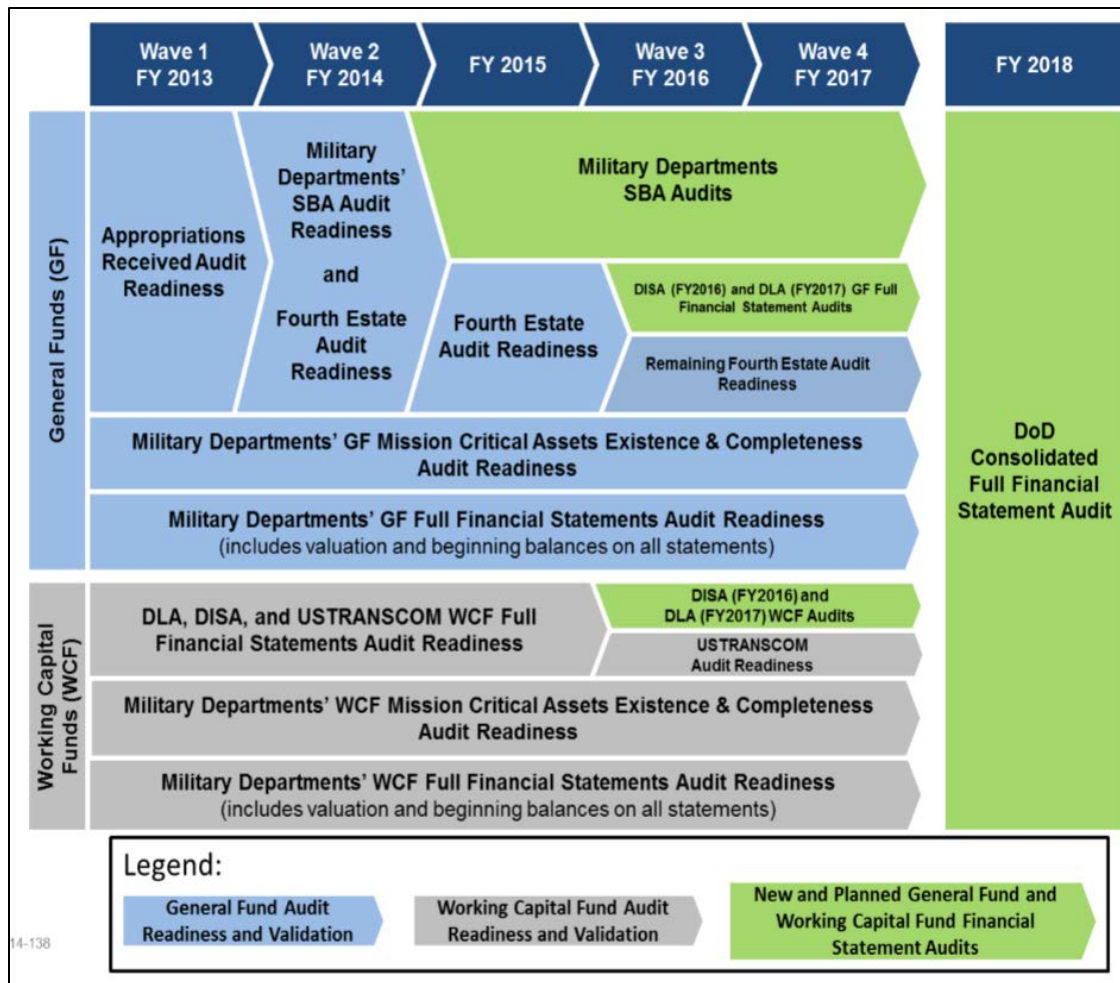 Wave 1
FY 2013
Wave 2
FY 2014
FY 2015
Wave 3
FY 2016
Wave 4
FY 2017
FY 2018
General Funds (GF)
Appropriations
Received Audit
Readiness
Military
Departments’
SBA Audit
Readiness
and
Fourth Estate
Audit
Readiness
Military Departments
SBA Audits
Fourth Estate
Audit Readiness
DISA (FY2016) and DLA (FY2017) GF Full
Financial Statement Audits
Remaining Fourth Estate Audit
Readiness
Military Departments’ GF Mission Critical Assets Existence & Completeness
Audit Readiness
Military Departments’ GF Full Financial Statements Audit Readiness
(includes valuation and beginning balances on all statements)
DoD
Consolidated
Full Financial
Statement Audit
Working Capital
Funds (WCF)
DLA, DISA, and USTRANSCOM WCF Full
Financial Statements Audit Readiness
DISA (FY2016) and
DLA (FY2017) WCF Audits
USTRANSCOM
Audit Readiness
Military Departments’ WCF Mission Critical Assets Existence & Completeness
Audit Readiness
Military Departments’ WCF Full Financial Statements Audit Readiness
(includes valuation and beginning balances on all statements)
Legend:
General Fund Audit
Readiness and Validation
Working Capital Fund Audit
Readiness and Validation
New and Planned General Fund and
Working Capital Fund Financial
Statement Audits
14-138